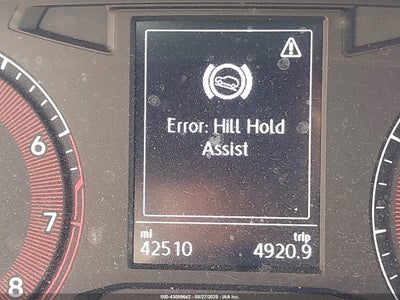 Error: Hill Hold
Assist
mi
trip
42510
4920.9
6
7
8
000-43089642 - 08/27/2025 - IAA Inc.